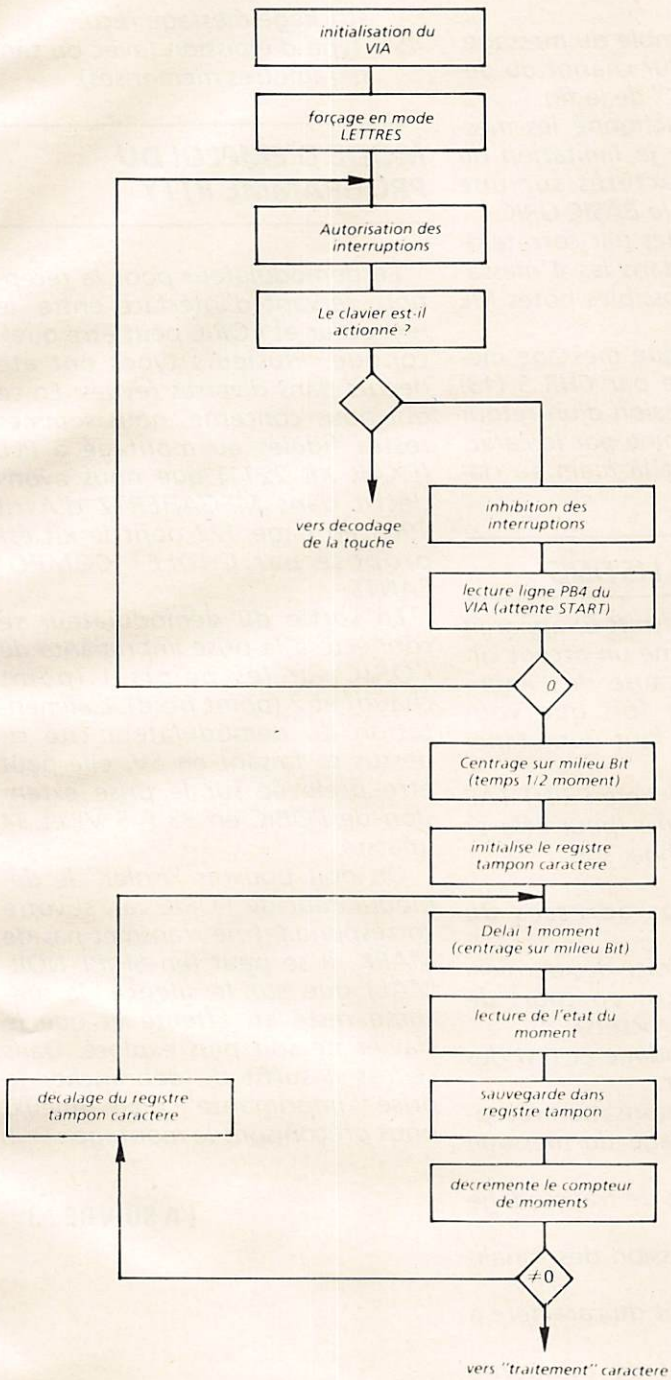 initialisation du
VIA
forçage en mode
LETTRES
Autorisation des
interruptions
Le clavier est-il
actionné ?
vers decodage
de la touche
inhibition des
interruptions
lecture ligne PB4 du
VIA (attente START)
0
Centrage sur milieu Bit
(temps 1/2 moment)
initialise le registre
tampon caractere
Delai 1 moment
(centrage sur milieu Bit)
lecture de l'etat du
moment
sauvegarde dans
registre tampon
decalage du registre
tampon caractere
decremente le compteur
de moments
≠0
vers "traitement" caractere